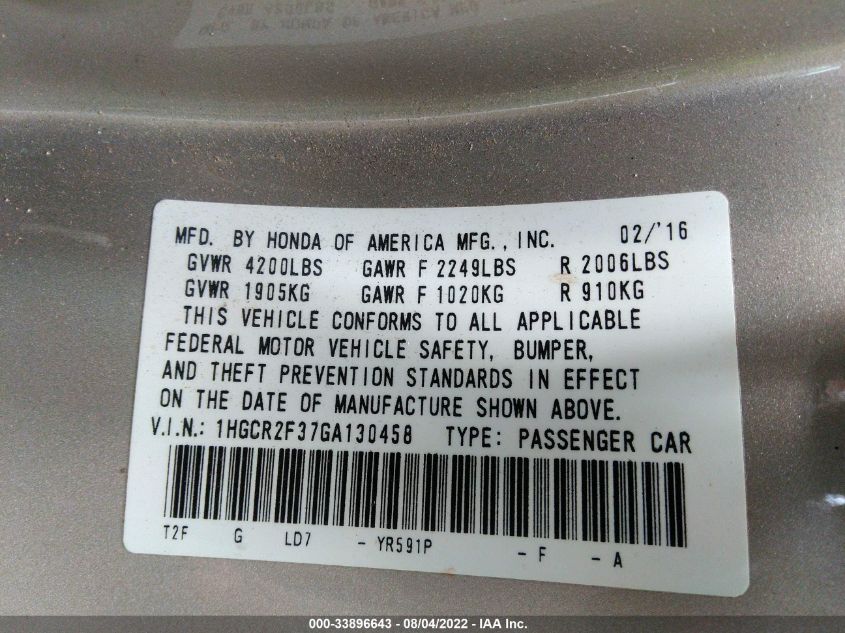 MFD. BY HONDA OF AMERICA MFG., INC. 02/'16
GVWR 4200LBS GAWR F 2249LBS R 2006LBS
GVWR 1905KG GAWR F 1020KG R 910KG
THIS VEHICLE CONFORMS TO ALL APPLICABLE
FEDERAL MOTOR VEHICLE SAFETY, BUMPER,
AND THEFT PREVENTION STANDARDS IN EFFECT
ON THE DATE OF MANUFACTURE SHOWN ABOVE.
V.I.N.: 1HGCR2F37GA130458 TYPE: PASSENGER CAR
T2F G LD7 - YR591P - F - A
000-33896643 - 08/04/2022 - IAA Inc.